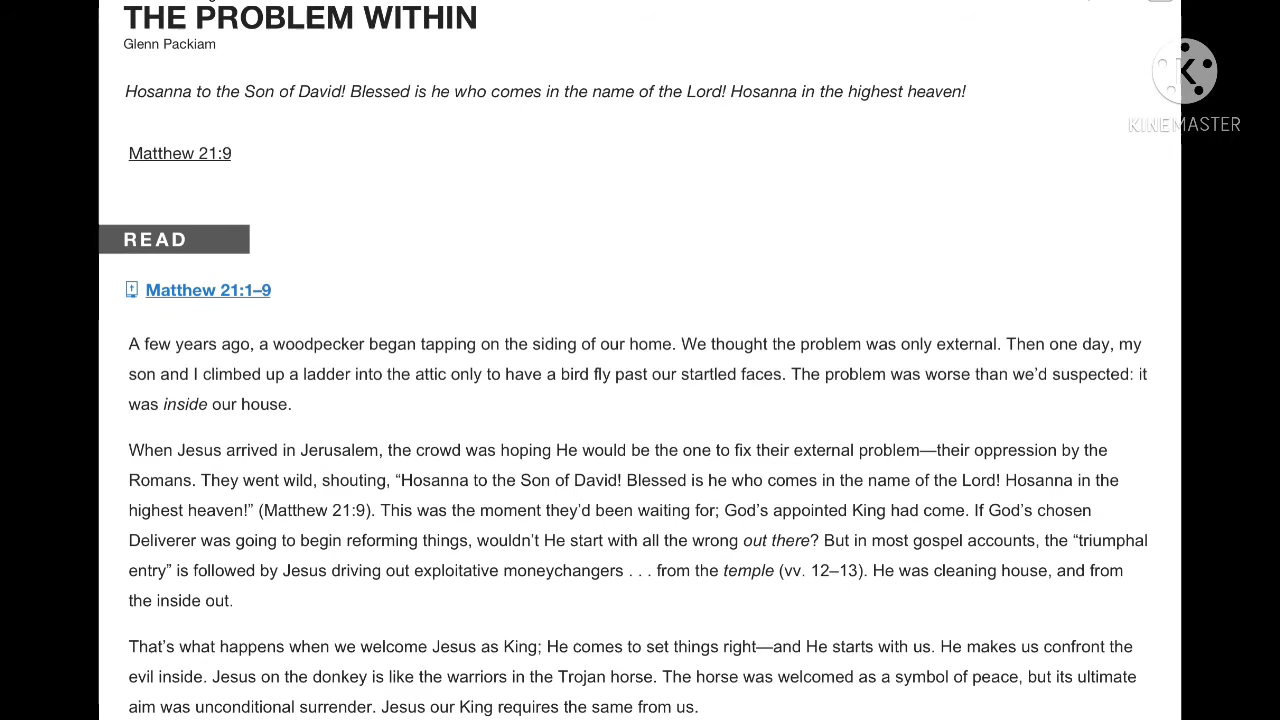 THE PROBLEM WITHIN
Glenn Packiam
Hosanna to the Son of David! Blessed is he who comes in the name of the Lord! Hosanna in the highest heaven!
KINEMASTER
Matthew 21:9
READ
Matthew 21:1–9
A few years ago, a woodpecker began tapping on the siding of our home. We thought the problem was only external. Then one day, my
son and I climbed up a ladder into the attic only to have a bird fly past our startled faces. The problem was worse than we’d suspected: it
was inside our house.
When Jesus arrived in Jerusalem, the crowd was hoping He would be the one to fix their external problem—their oppression by the
Romans. They went wild, shouting, “Hosanna to the Son of David! Blessed is he who comes in the name of the Lord! Hosanna in the
highest heaven!” (Matthew 21:9). This was the moment they’d been waiting for; God’s appointed King had come. If God’s chosen
Deliverer was going to begin reforming things, wouldn’t He start with all the wrong out there? But in most gospel accounts, the “triumphal
entry” is followed by Jesus driving out exploitative moneychangers . . . from the temple (vv. 12–13). He was cleaning house, and from
the inside out.
That’s what happens when we welcome Jesus as King; He comes to set things right—and He starts with us. He makes us confront the
evil inside. Jesus on the donkey is like the warriors in the Trojan horse. The horse was welcomed as a symbol of peace, but its ultimate
aim was unconditional surrender. Jesus our King requires the same from us.